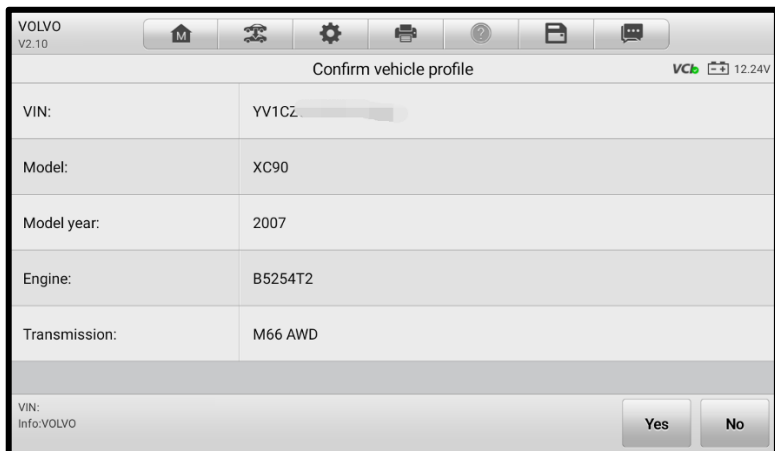 VOLVO
V2.10
M
Confirm vehicle profile
VCI 12.24V
VIN: YV1CZ
Model: XC90
Model year: 2007
Engine: B5254T2
Transmission: M66 AWD
VIN:
Info:VOLVO
Yes No